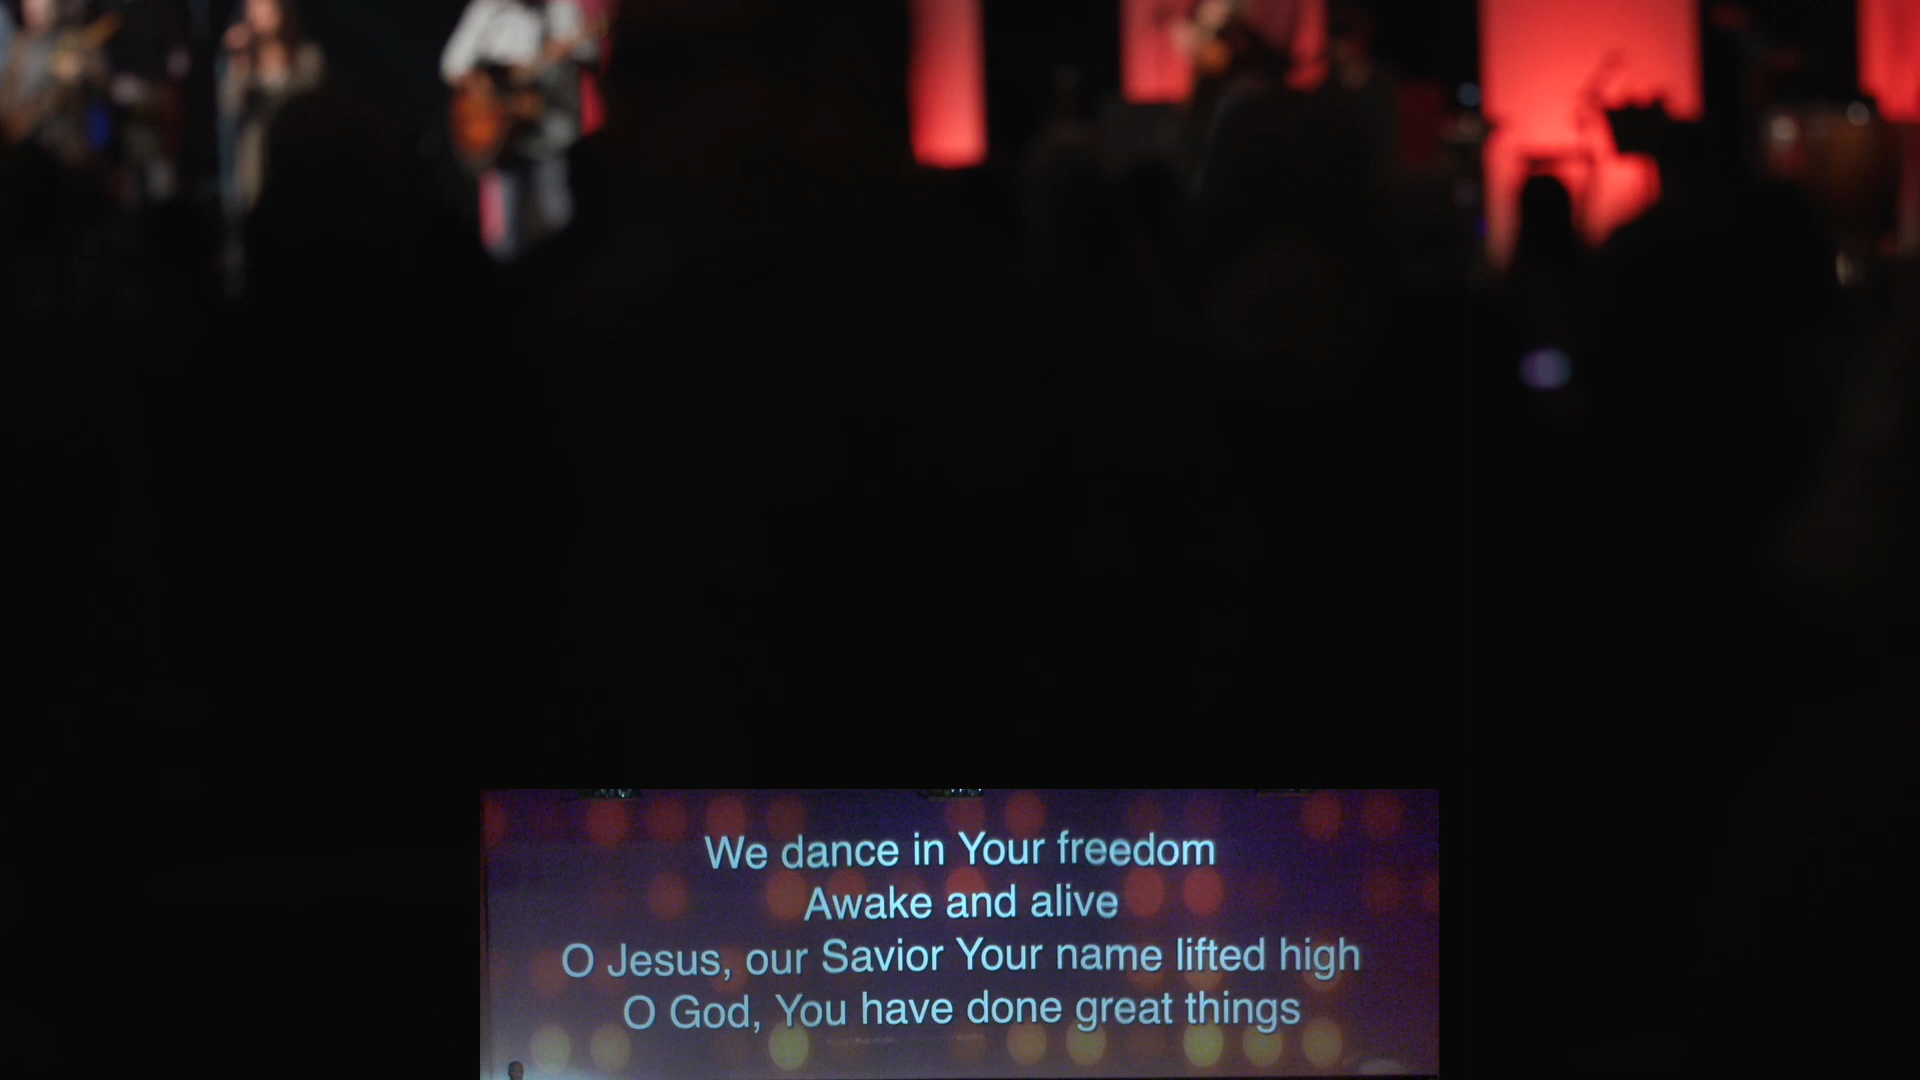 We dance in Your freedom
Awake and alive
O Jesus, our Savior Your name lifted high
O God, You have done great things